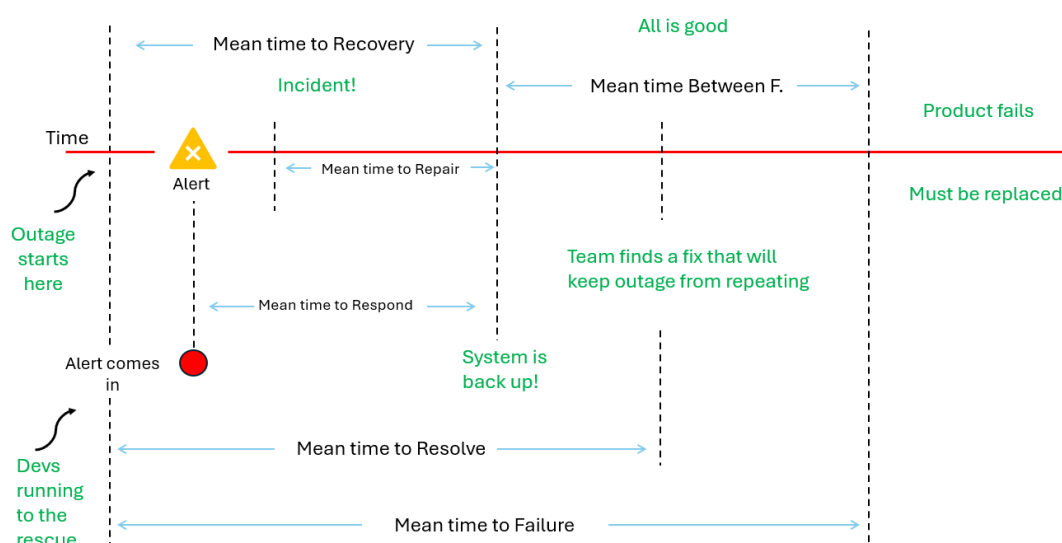 All is good
Mean time to Recovery
Incident!
Mean time Between F.
Product fails
Time
Mean time to Repair
Alert
Must be replaced
Outage
starts
here
Team finds a fix that will
keep outage from repeating
Mean time to Respond
Alert comes
in
System is
back up!
Mean time to Resolve
Devs
running
to the
rescue
Mean time to Failure